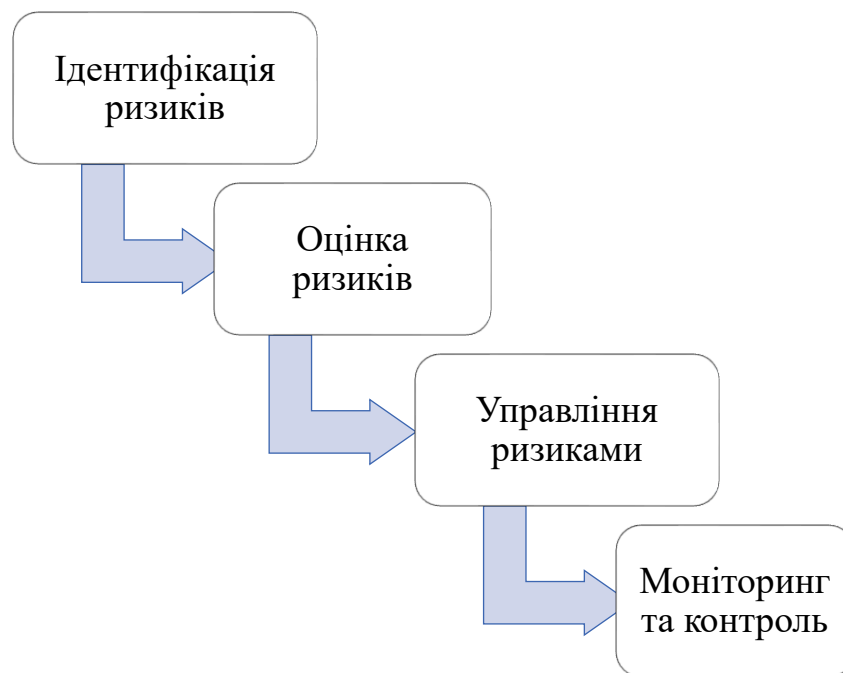 Ідентифікація
ризиків
Оцінка
ризиків
Управління
ризиками
Моніторинг
та контроль